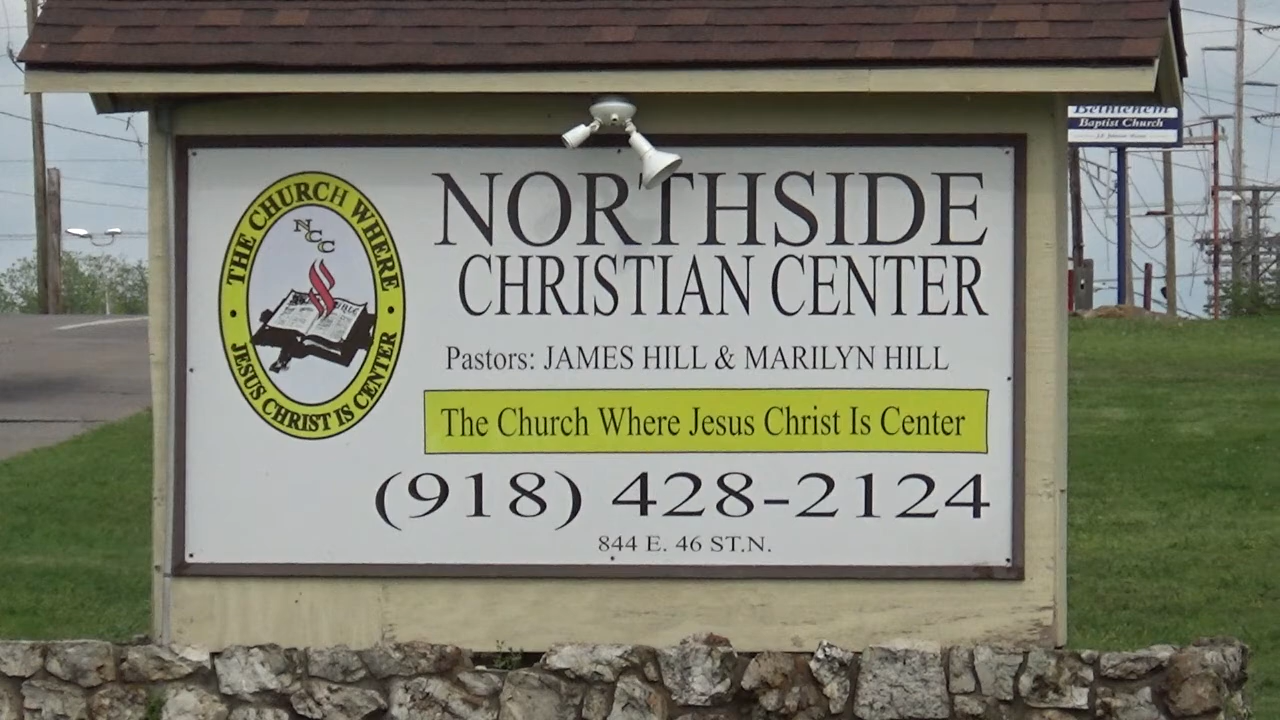 THE CHURCH WHERE
NCC
JESUS CHRIST IS CENTER
NORTHSIDE
CHRISTIAN CENTER
Pastors: JAMES HILL & MARILYN HILL
The Church Where Jesus Christ Is Center
(918) 428-2124
844 E. 46 ST.N.
Bethlehem
Baptist Church